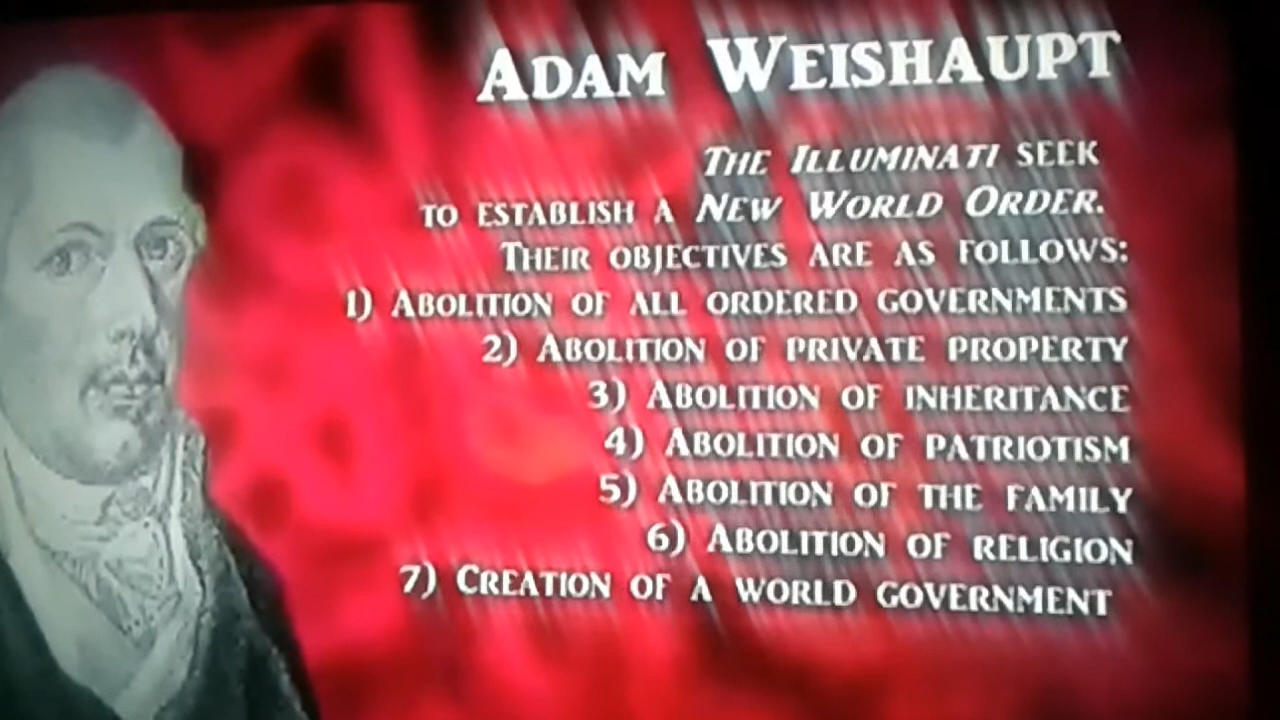 ADAM WEISHAUPT
THE ILLUMINATI SEEK
TO ESTABLISH A NEW WORLD ORDER.
THEIR OBJECTIVES ARE AS FOLLOWS:
1) ABOLITION OF ALL ORDERED GOVERNMENTS
2) ABOLITION OF PRIVATE PROPERTY
3) ABOLITION OF INHERITANCE
4) ABOLITION OF PATRIOTISM
5) ABOLITION OF THE FAMILY
6) ABOLITION OF RELIGION
7) CREATION OF A WORLD GOVERNMENT